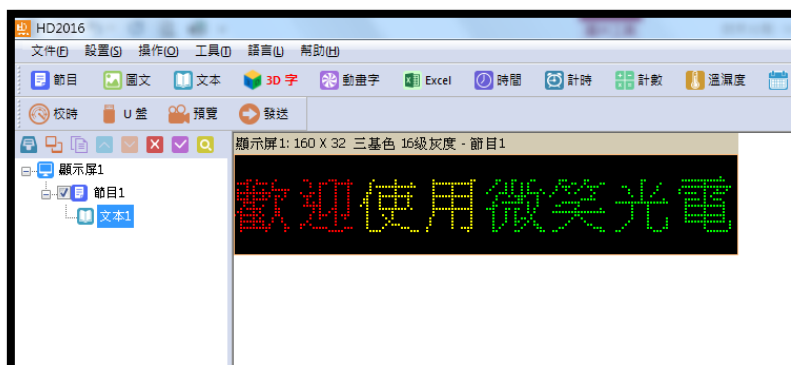 HD2016
文件(F) 設置(S) 操作(O) 工具(T) 語言(L) 幫助(H)
節目 圖文 文本 3D 字 動畫字 Excel 時間 計時 計數 溫濕度
校時 U 盤 預覽 發送
顯示屏1: 160 X 32 三基色 16级灰度 - 節目1
顯示屏1
節目1
文本1
歡迎使用微笑光電